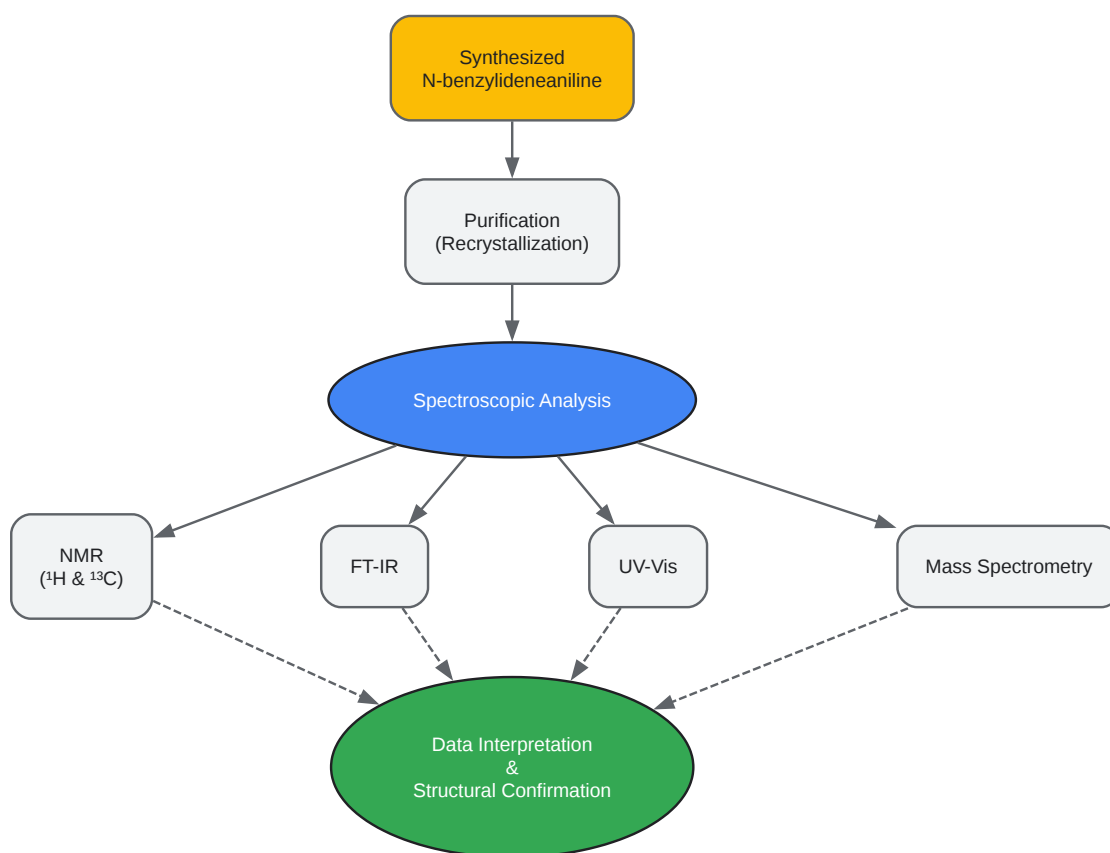 Synthesized
N-benzylideneaniline
Purification
(Recrystallization)
Spectroscopic Analysis
NMR
(¹H & ¹³C)
FT-IR
UV-Vis
Mass Spectrometry
Data Interpretation
&
Structural Confirmation